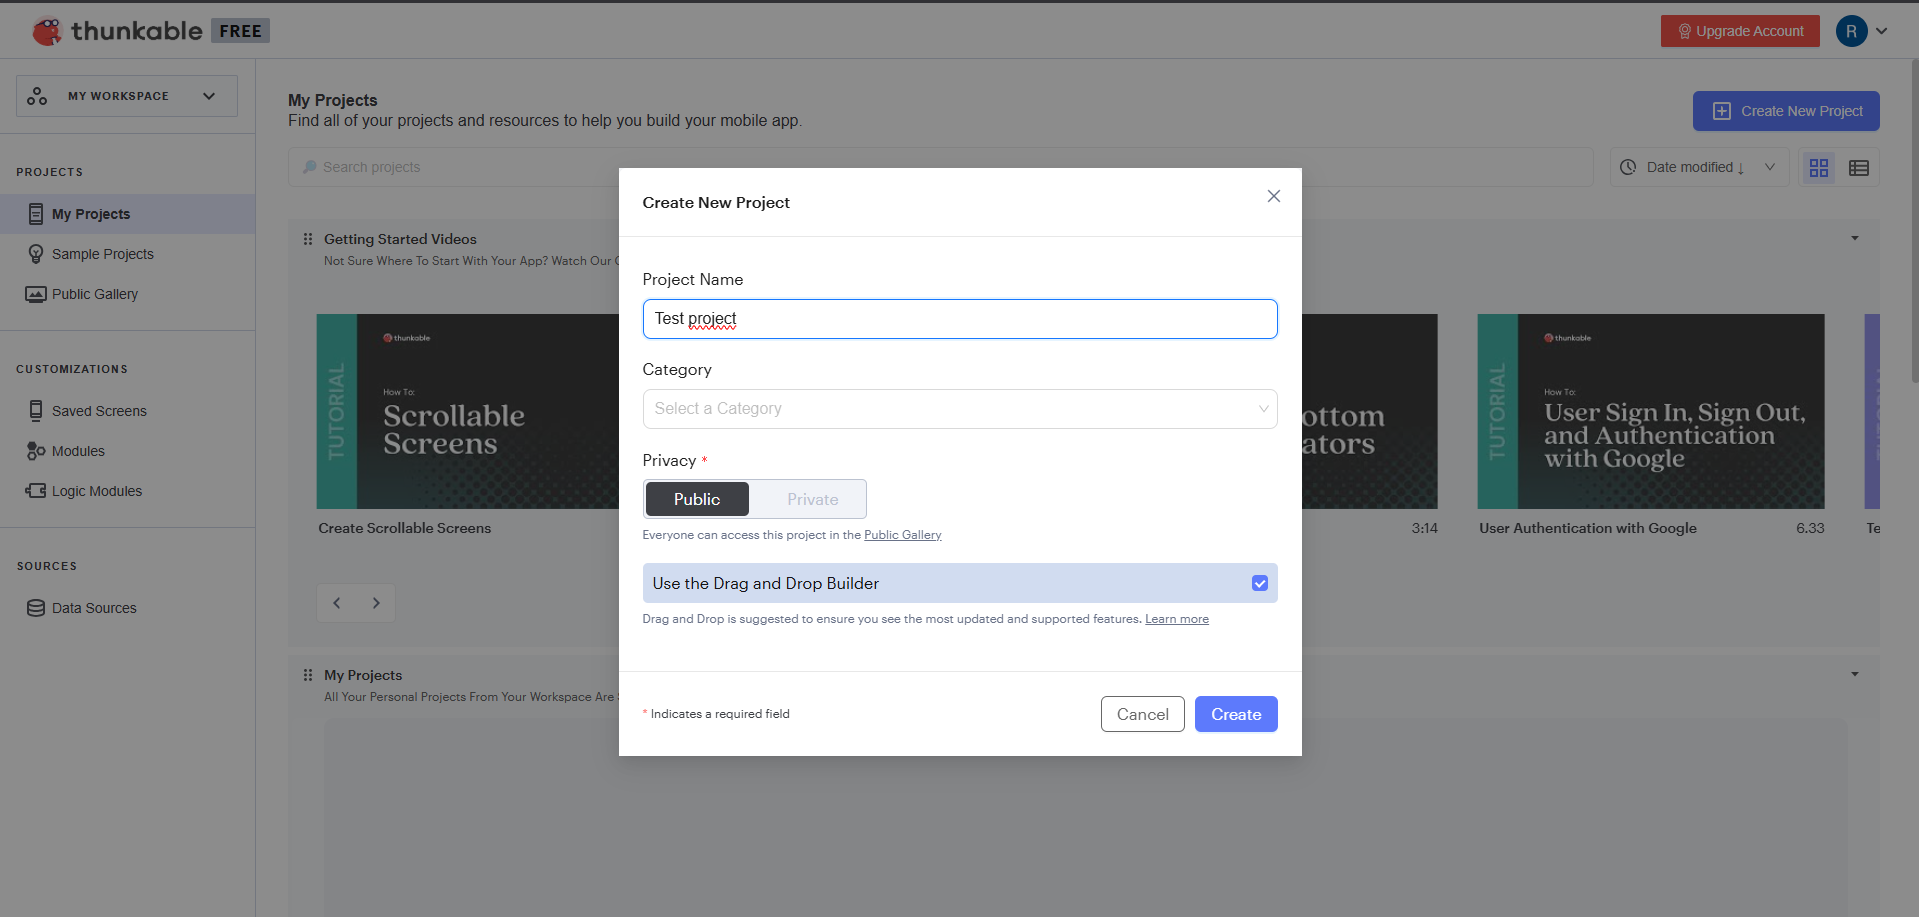 thunkable FREE
Upgrade Account
R
MY WORKSPACE
PROJECTS
My Projects
Sample Projects
Public Gallery
CUSTOMIZATIONS
Saved Screens
Modules
Logic Modules
SOURCES
Data Sources
My Projects
Find all of your projects and resources to help you build your mobile app.
Create New Project
Search projects
Date modified ↓
Getting Started Videos
Not Sure Where To Start With Your App? Watch Our
TUTORIAL
thunkable
How To:
Scrollable
Screens
Create Scrollable Screens
ottom
ators
3:14
TUTORIAL
thunkable
How To:
User Sign In, Sign Out,
and Authentication
with Google
User Authentication with Google
6.33
Te
My Projects
All Your Personal Projects From Your Workspace Are
Create New Project
Project Name
Test project
Category
Select a Category
Privacy *
Public
Private
Everyone can access this project in the Public Gallery
Use the Drag and Drop Builder
Drag and Drop is suggested to ensure you see the most updated and supported features. Learn more
* Indicates a required field
Cancel
Create